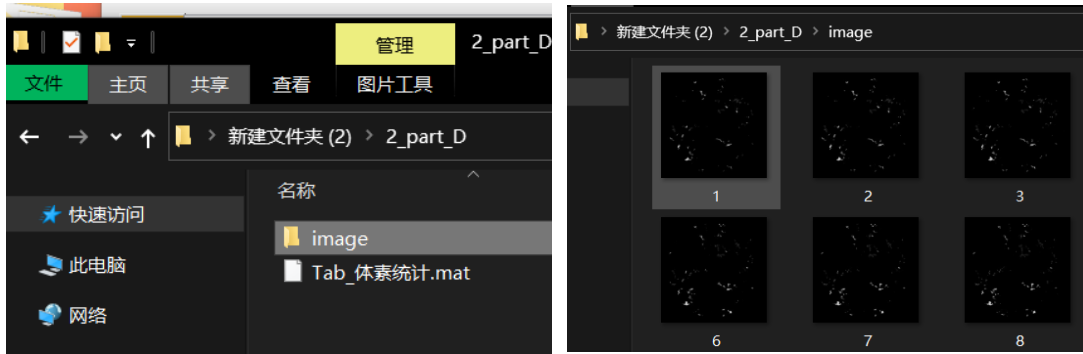 管理
2_part_D
文件
主页
共享
查看
图片工具
新建文件夹 (2) > 2_part_D
名称
快速访问
image
此电脑
Tab_体素统计.mat
网络
新建文件夹 (2) > 2_part_D > image
1
2
3
6
7
8